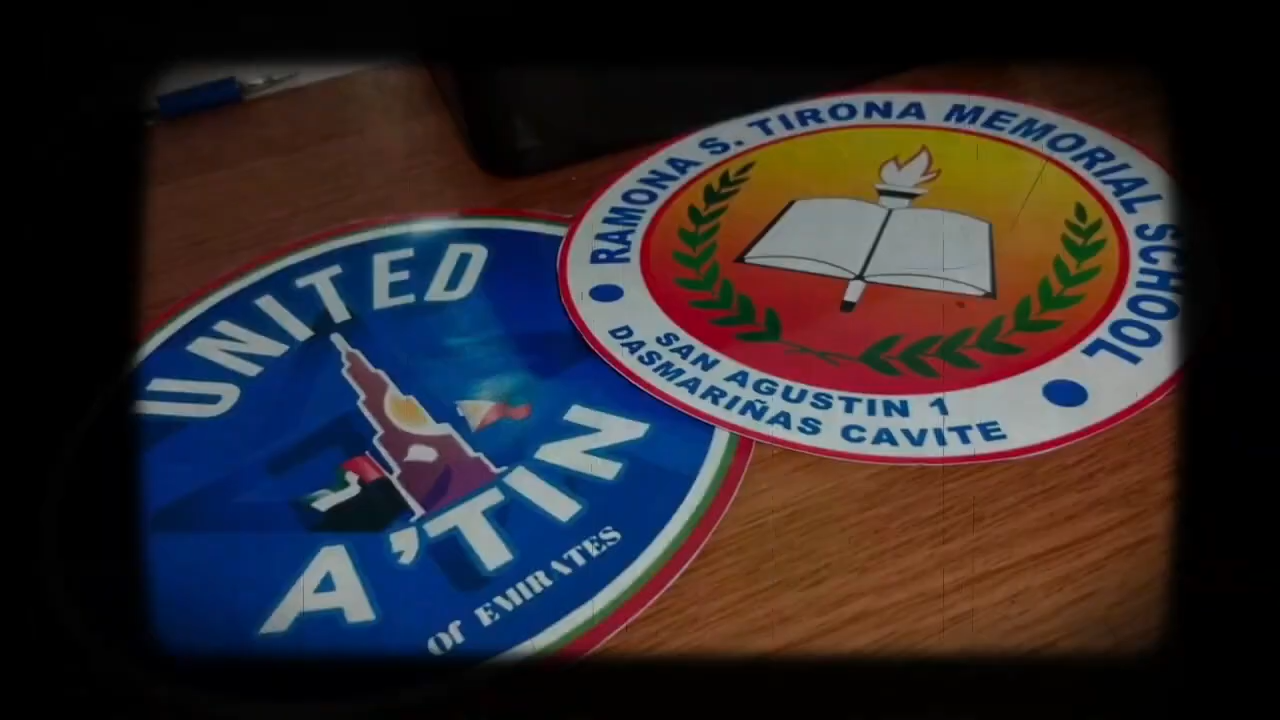 UNITED
A'TIN
Of EMIRATES
RAMONA S. TIRONA MEMORIAL SCHOOL
SAN AGUSTIN 1
DASMARIÑAS CAVITE